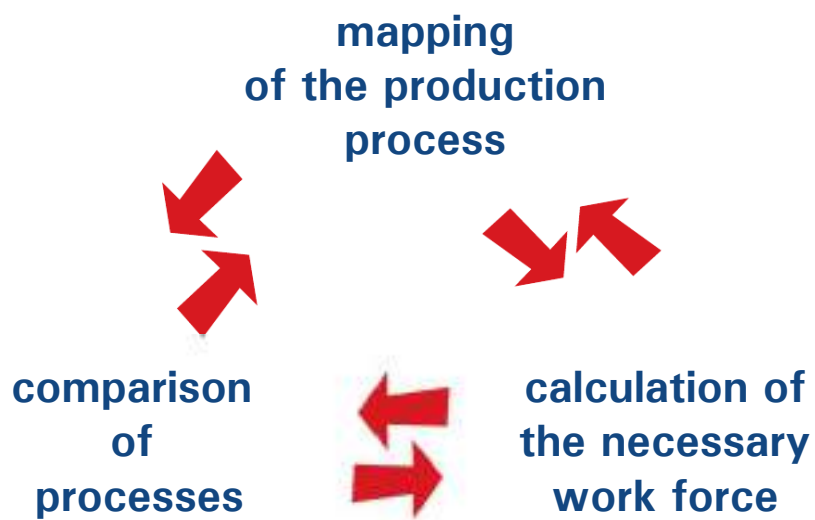 mapping
of the production
process
comparison
of
processes
calculation of
the necessary
work force